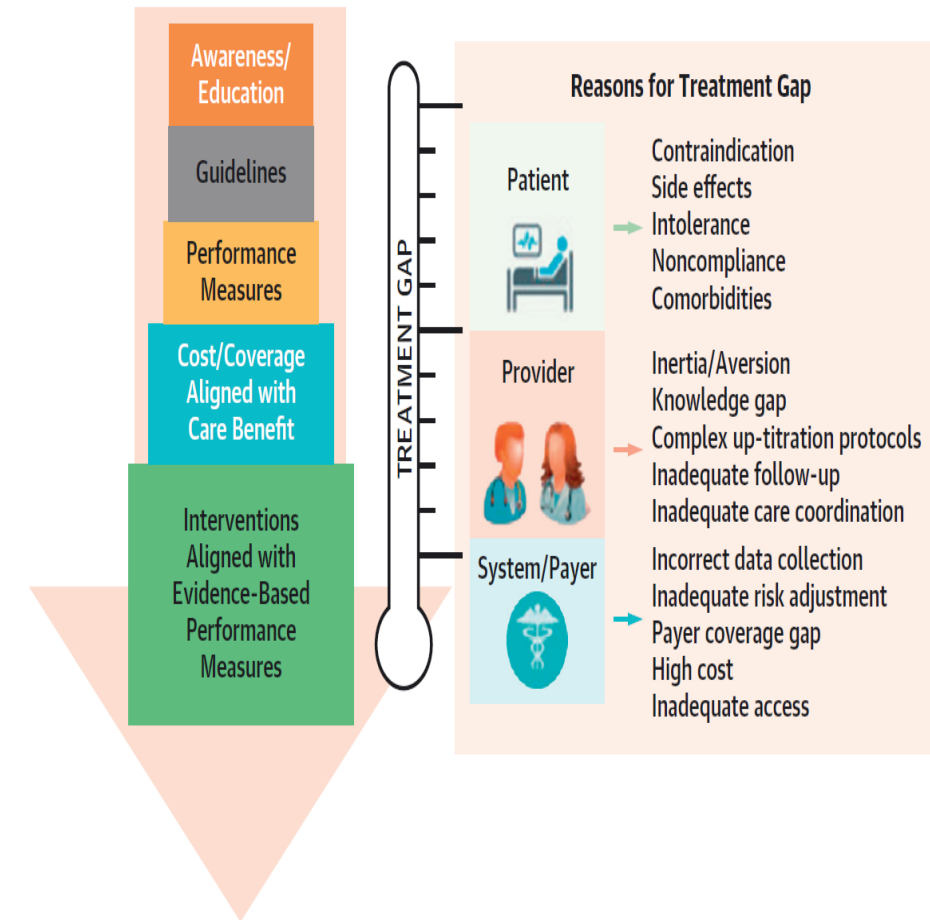 Awareness/
Education
Guidelines
Performance
Measures
Cost/Coverage
Aligned with
Care Benefit
Interventions
Aligned with
Evidence-Based
Performance
Measures
TREATMENT GAP
Reasons for Treatment Gap
Patient
Contraindication
Side effects
Intolerance
Noncompliance
Comorbidities
Provider
Inertia/Aversion
Knowledge gap
Complex up-titration protocols
Inadequate follow-up
Inadequate care coordination
System/Payer
Incorrect data collection
Inadequate risk adjustment
Payer coverage gap
High cost
Inadequate access